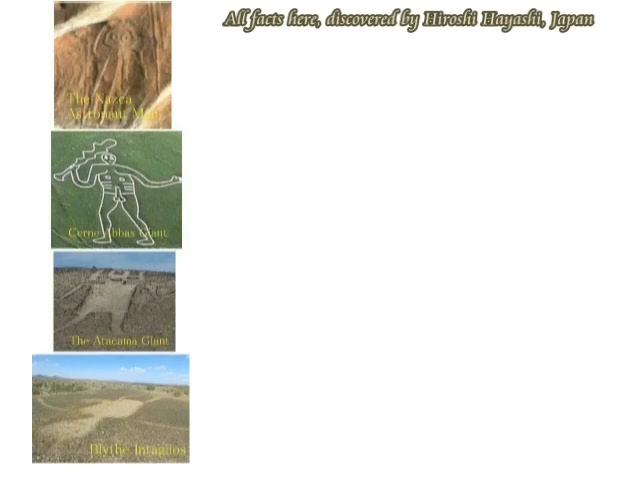 All facts here, discovered by Hiroshi Hayashi, Japan
The Nazca
Astronaut Man
Cerne Abbas Giant
The Atacama Giant
Blythe Intaglios